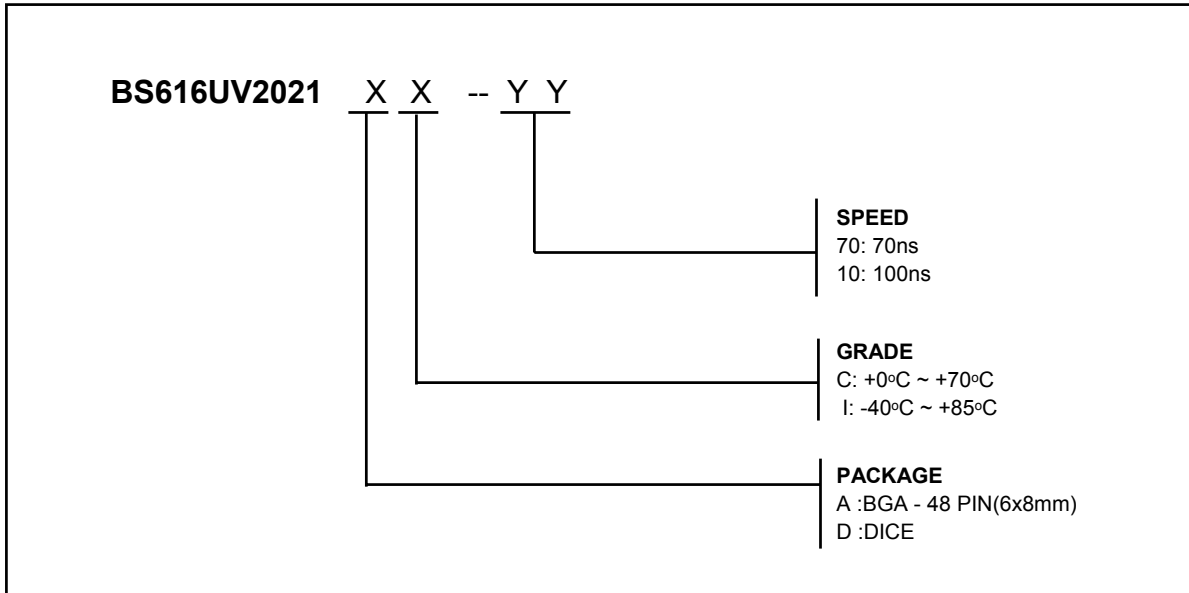 BS616UV2021 X X -- Y Y
SPEED
70: 70ns
10: 100ns
GRADE
C: +0oC ~ +70oC
I: -40oC ~ +85oC
PACKAGE
A :BGA - 48 PIN(6x8mm)
D :DICE